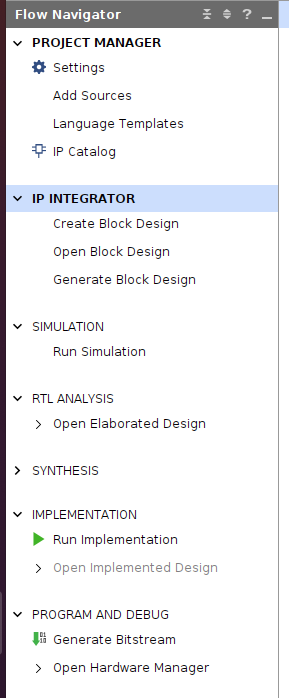 Flow Navigator ? _
PROJECT MANAGER
Settings
Add Sources
Language Templates
IP Catalog
IP INTEGRATOR
Create Block Design
Open Block Design
Generate Block Design
SIMULATION
Run Simulation
RTL ANALYSIS
Open Elaborated Design
SYNTHESIS
IMPLEMENTATION
Run Implementation
Open Implemented Design
PROGRAM AND DEBUG
Generate Bitstream
Open Hardware Manager